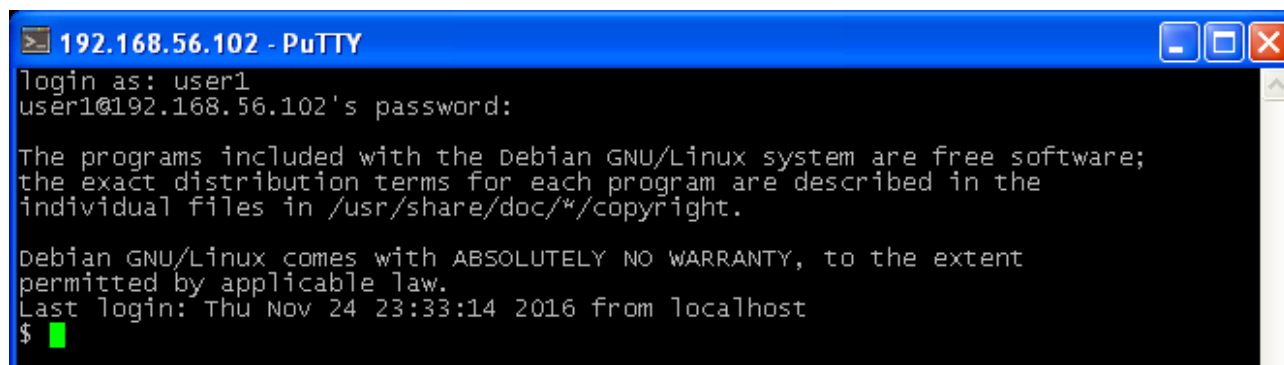 192.168.56.102 - PuTTY
login as: user1
user1@192.168.56.102's password:
The programs included with the Debian GNU/Linux system are free software;
the exact distribution terms for each program are described in the
individual files in /usr/share/doc/*/copyright.
Debian GNU/Linux comes with ABSOLUTELY NO WARRANTY, to the extent
permitted by applicable law.
Last login: Thu Nov 24 23:33:14 2016 from localhost
$